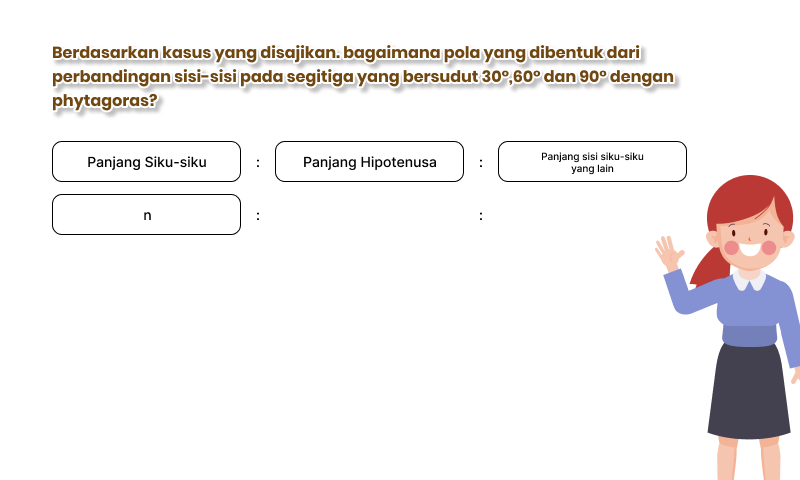 Berdasarkan kasus yang disajikan. bagaimana pola yang dibentuk dari
perbandingan sisi-sisi pada segitiga yang bersudut 30°,60° dan 90° dengan
phytagoras?
Panjang Siku-siku : Panjang Hipotenusa : Panjang sisi siku-siku
yang lain
n : :